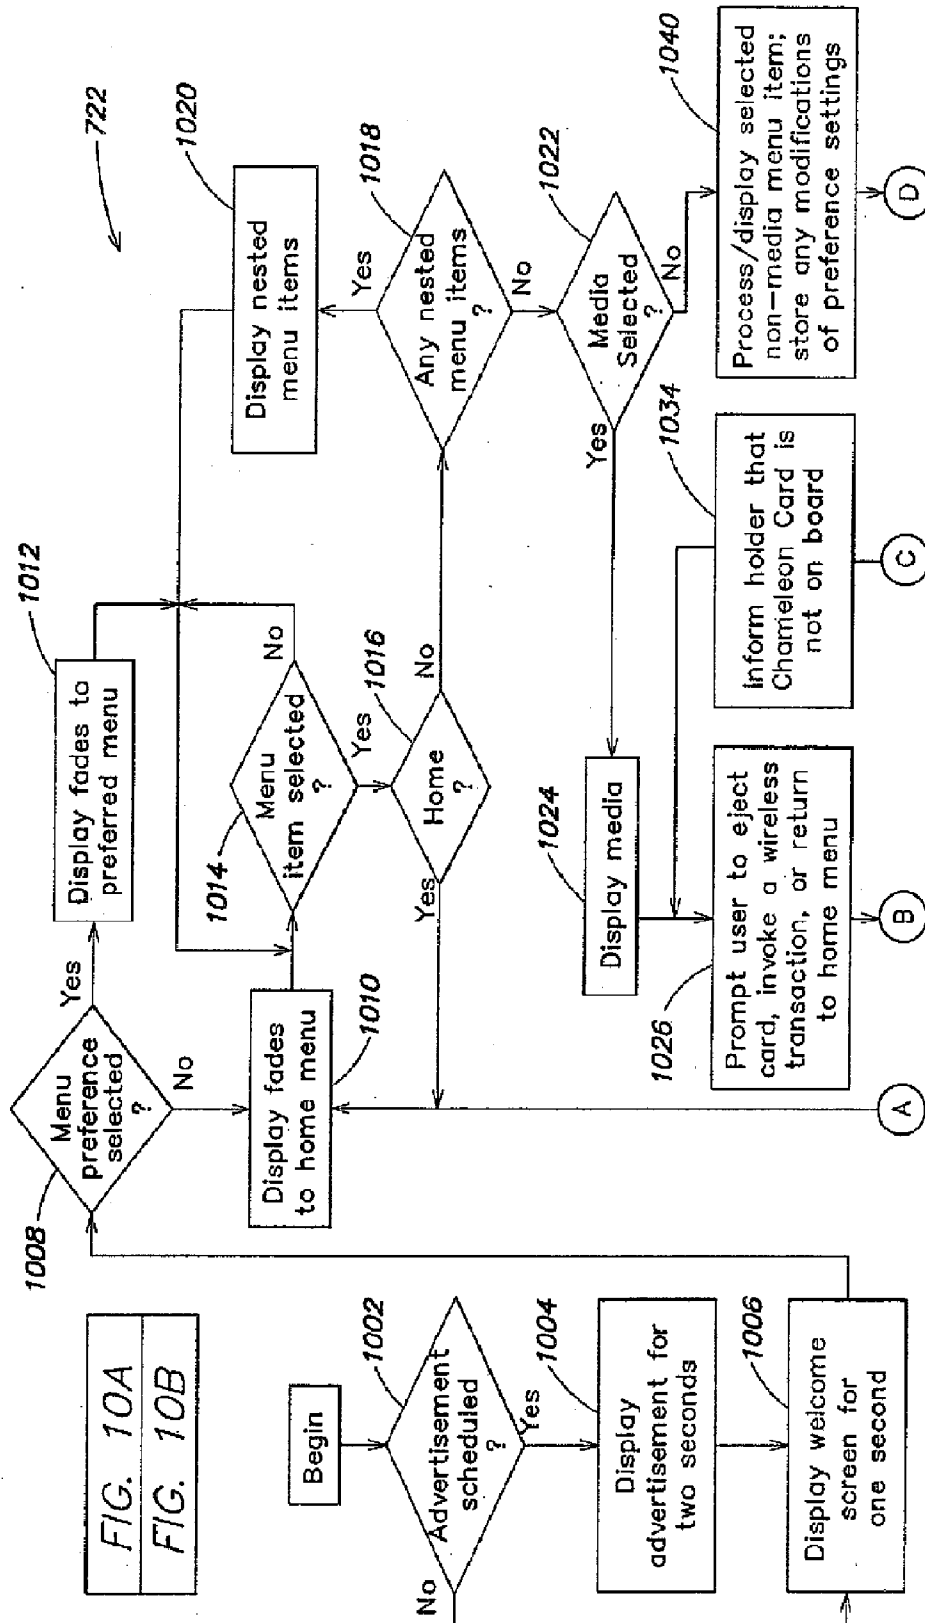 FIG. 10A
FIG. 10B
722
Begin
1002
Advertisement
scheduled
?
No
Yes
1004
Display
advertisement for
two seconds
1006
Display welcome
screen for
one second
1008
Menu
preference
selected
?
Yes
No
1012
Display fades to
preferred menu
1010
Display fades
to home menu
1014
Menu
item selected
?
No
Yes
1016
Home
?
Yes
No
1020
Display nested
menu items
1018
Any nested
menu items
?
Yes
No
1022
Media
Selected
?
Yes
No
1024
Display media
1026
Prompt user to eject
card, invoke a wireless
transaction, or return
to home menu
1034
Inform holder that
Chameleon Card is
not on board
1040
Process/display selected
non-media menu item;
store any modifications
of preference settings
A
B
C
D